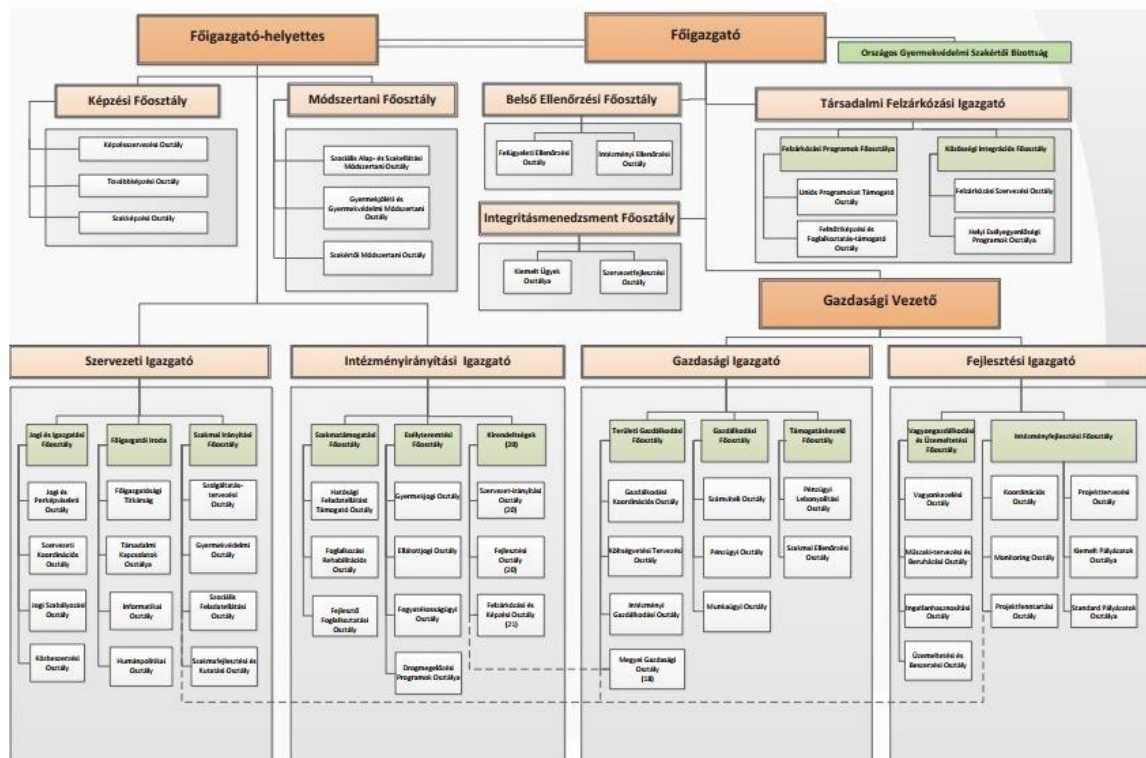 Főigazgató-helyettes
Főigazgató
Országos Gyermekvédelmi Szakértői Bizottság
Képzési Főosztály
Módszertani Főosztály
Belső Ellenőrzési Főosztály
Társadalmi Felzárkózási Igazgató
Képzésszervezési Osztály
Továbbképzési Osztály
Szakképzési Osztály
Szociális Alap- és Szakellátási
Módszertani Osztály
Gyermekjóléti és
Gyermekvédelmi Módszertani
Osztály
Szakértői Módszertani Osztály
Felügyeleti Ellenőrzési
Osztály
Intézményi Ellenőrzési
Osztály
Integritásmenedzsment Főosztály
Kiemelt Ügyek
Osztálya
Szervezetfejlesztési
Osztály
Felzárkózási Programok Főosztálya
Uniós Programokat Támogató
Osztály
Felnőttképzési és
Foglalkoztatás-támogató
Osztály
Közösségi Integrációs Főosztály
Felzárkózási Szervezési Osztály
Helyi Esélyegyenlőségi
Programok Osztálya
Gazdasági Vezető
Szervezeti Igazgató
Intézményirányítási Igazgató
Gazdasági Igazgató
Fejlesztési Igazgató
Jogi és Igazgatási
Főosztály
Jogi és
Perképviseleti
Osztály
Szervezeti
Koordinációs
Osztály
Jogi Szabályozási
Osztály
Közbeszerzési
Osztály
Főigazgatói Iroda
Főigazgatósági
Titkárság
Társadalmi
Kapcsolatok
Osztálya
Informatikai
Osztály
Humánpolitikai
Osztály
Szakmai Irányítási
Főosztály
Szolgáltatás-
tervezési
Osztály
Gyermekvédelmi
Osztály
Szociális
Feladatellátási
Osztály
Szakmafejlesztési és
Kutatási Osztály
Szakmatámogatási
Főosztály
Hatósági
Feladatellátást
Támogató Osztály
Foglalkozási
Rehabilitációs
Osztály
Fejlesztő
Foglalkoztatási
Osztály
Esélyteremtési
Főosztály
Gyermekjogi Osztály
Ellátottjogi Osztály
Fogyatékosságügyi
Osztály
Drogmegelőzési
Programok Osztálya
Kirendeltségek
(20)
Szervezet-irányítási
Osztály
(20)
Fejlesztési Osztály
(20)
Felzárkózási és
Képzési Osztály
(21)
Területi Gazdálkodási
Főosztály
Gazdálkodási
Koordinációs Osztály
Költségvetési Tervezési
Osztály
Intézményi
Gazdálkodási Osztály
Megyei Gazdasági
Osztály
(18)
Gazdálkodási
Főosztály
Számviteli Osztály
Pénzügyi Osztály
Munkaügyi Osztály
Támogatáskezelő
Főosztály
Pénzügyi
Lebonyolítási
Osztály
Szakmai Ellenőrzési
Osztály
Vagyongazdálkodási
és Üzemeltetési
Főosztály
Vagyonkezelési
Osztály
Műszaki-tervezési és
Beruházási Osztály
Ingatlanhasznosítási
Osztály
Üzemeltetési és
Beszerzési Osztály
Intézményfejlesztési Főosztály
Koordinációs
Osztály
Monitoring Osztály
Projektfenntartási
Osztály
Projekttervezési
Osztály
Kiemelt Pályázatok
Osztálya
Standard Pályázatok
Osztálya